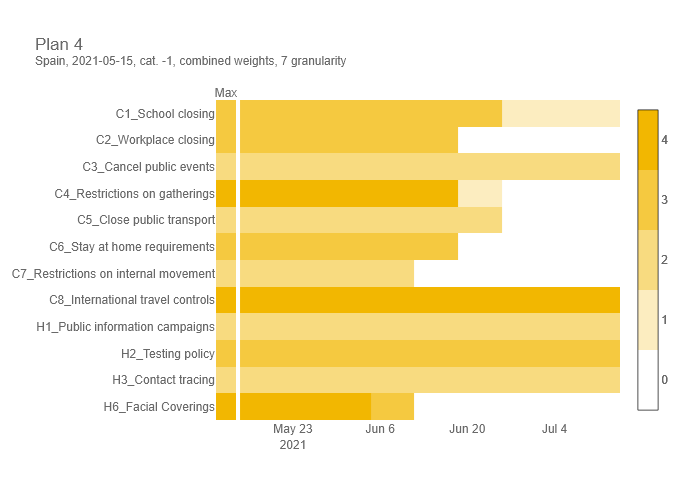 Plan 4
Spain, 2021-05-15, cat. -1, combined weights, 7 granularity
Max
C1_School closing
C2_Workplace closing
C3_Cancel public events
C4_Restrictions on gatherings
C5_Close public transport
C6_Stay at home requirements
C7_Restrictions on internal movement
C8_International travel controls
H1_Public information campaigns
H2_Testing policy
H3_Contact tracing
H6_Facial Coverings
May 23
2021
Jun 6
Jun 20
Jul 4
4
3
2
1
0